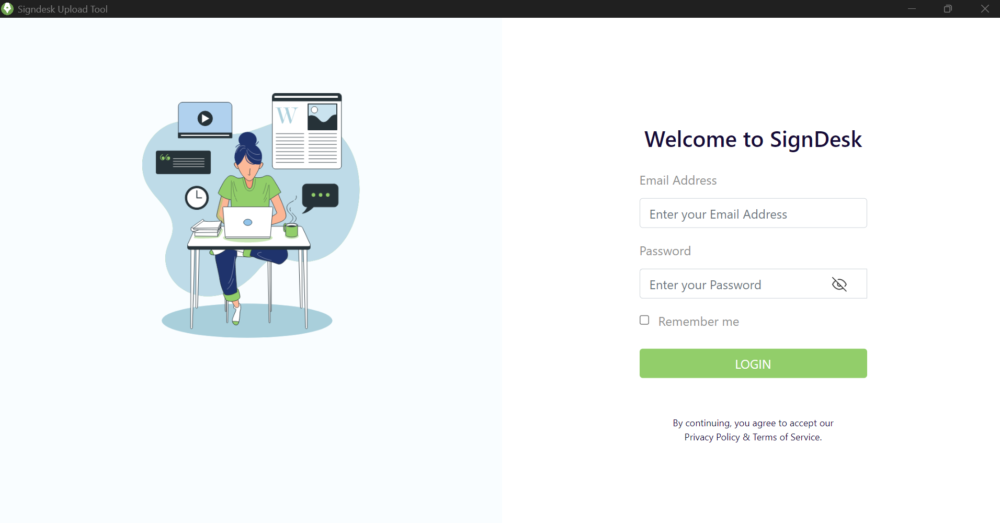 Signdesk Upload Tool
W
Welcome to SignDesk
Email Address
Enter your Email Address
Password
Enter your Password
Remember me
LOGIN
By continuing, you agree to accept our
Privacy Policy & Terms of Service.